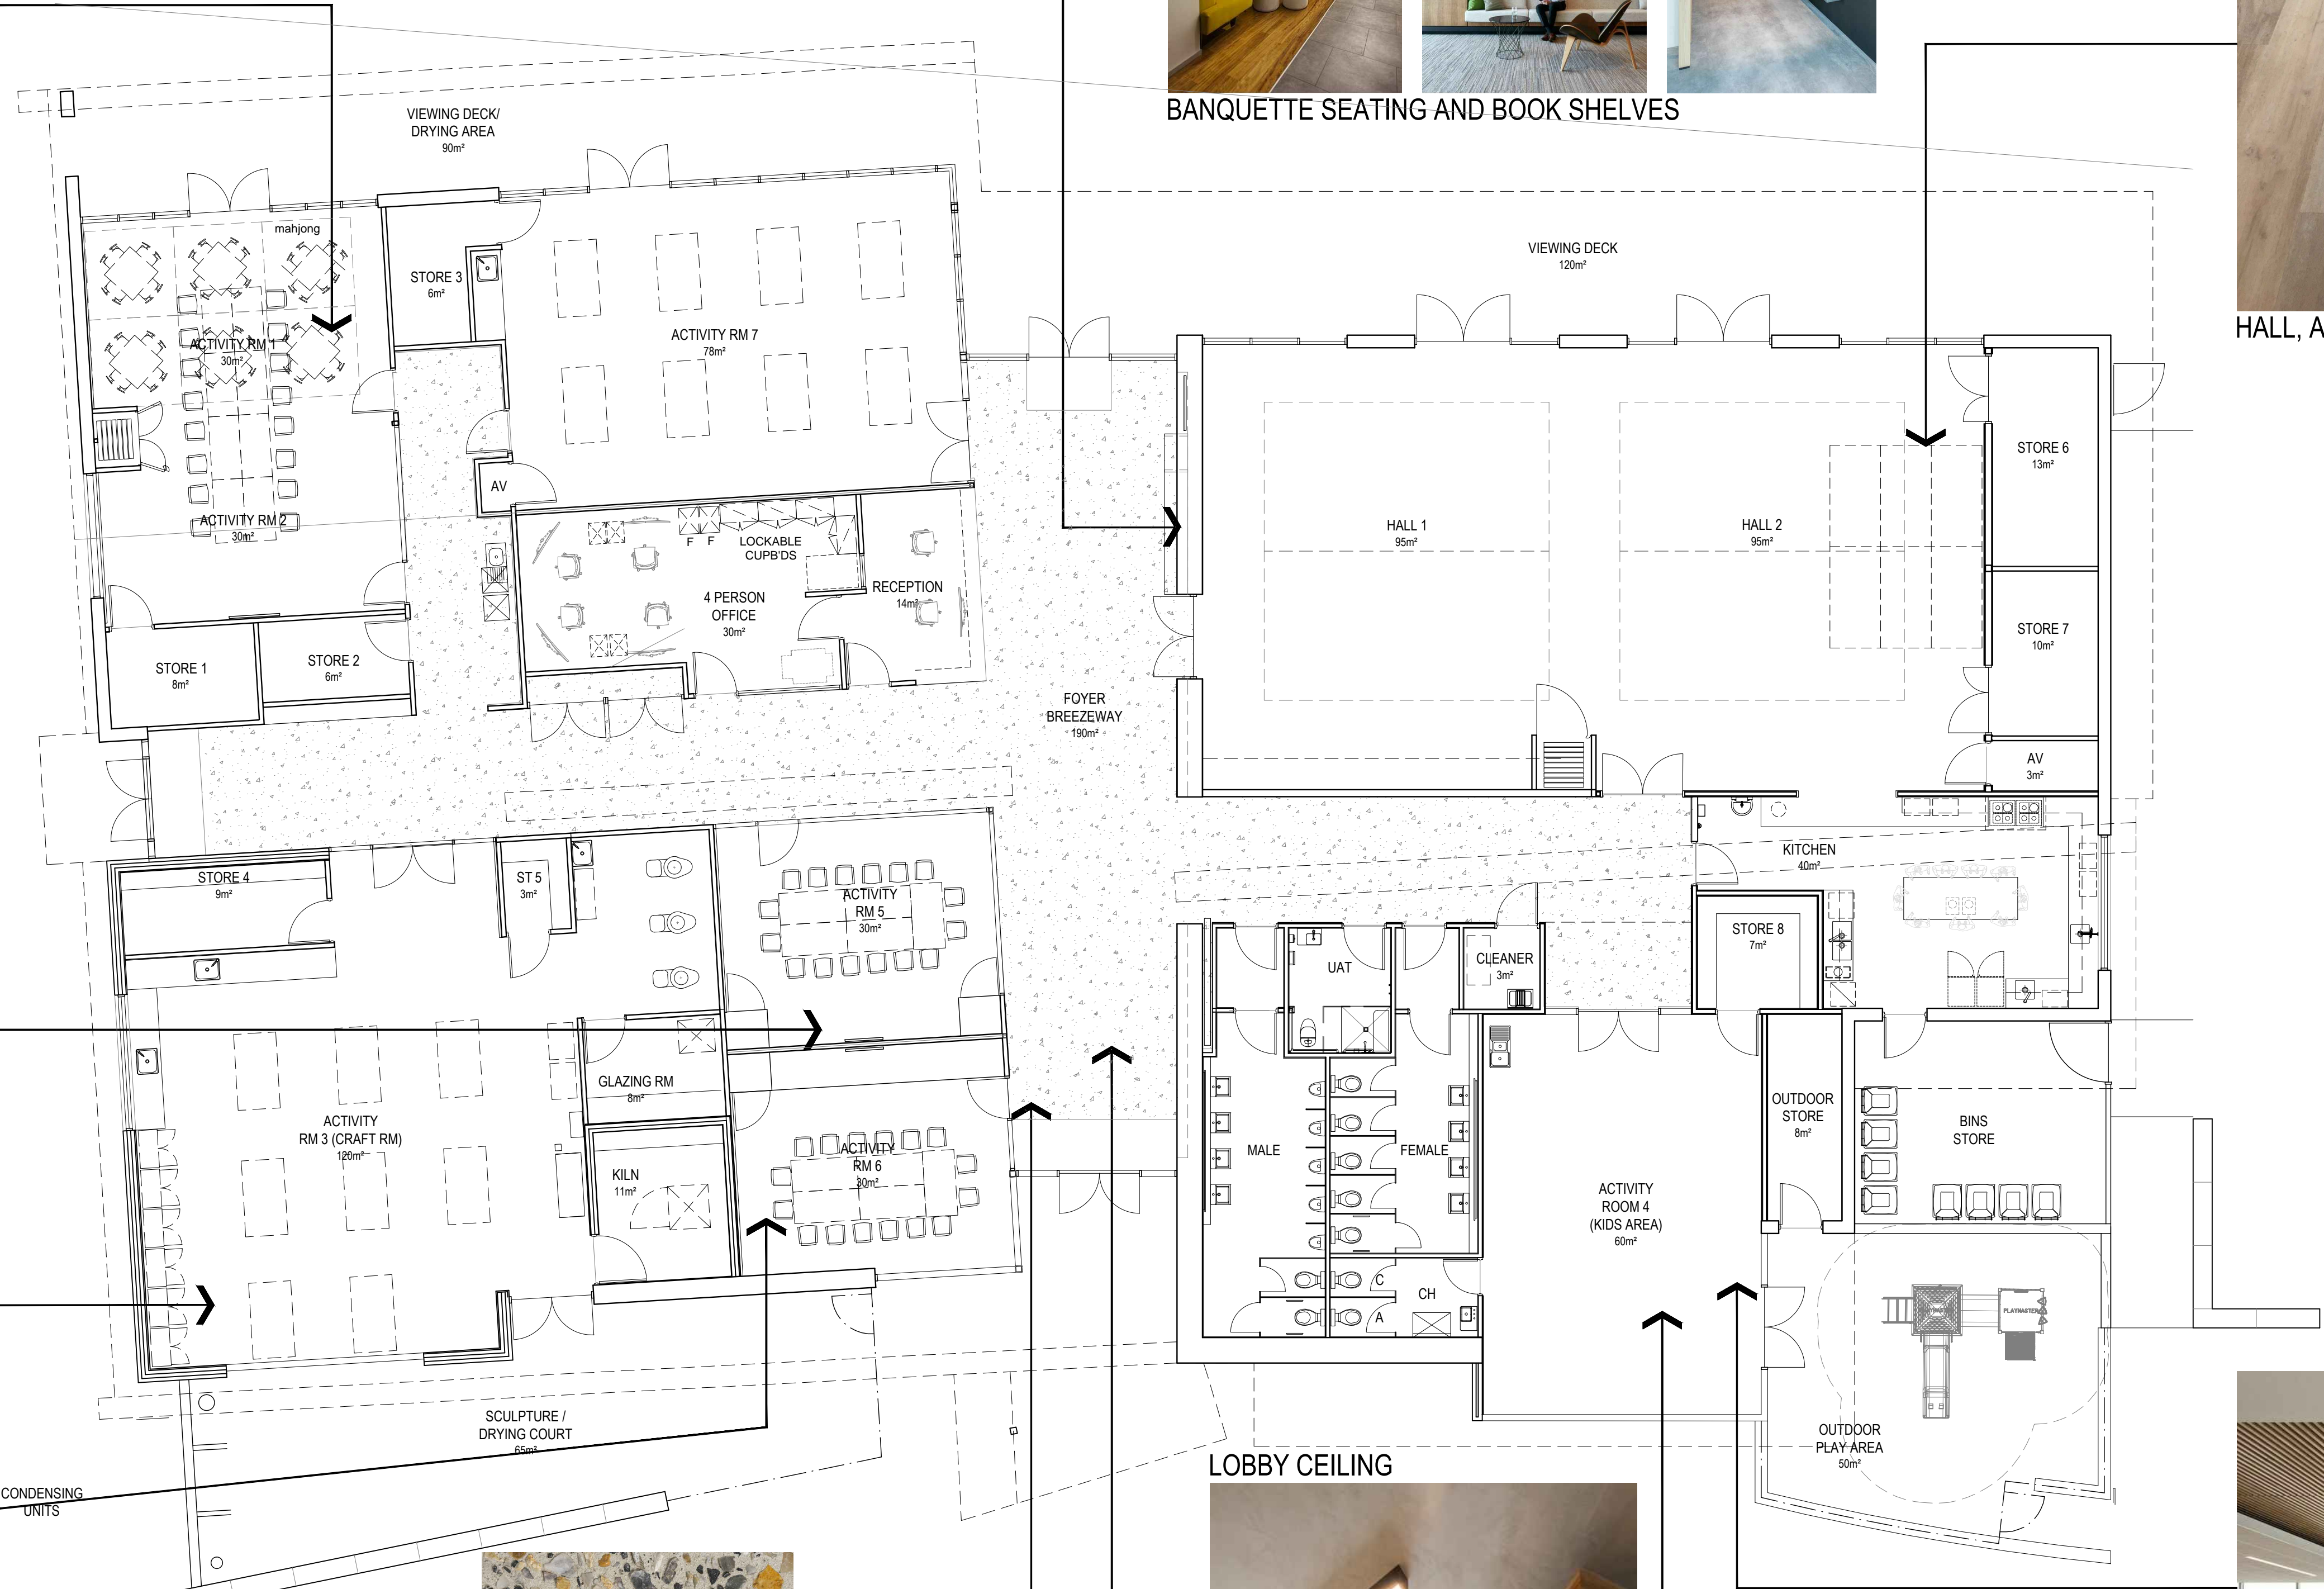 BANQUETTE SEATING AND BOOK SHELVES
HALL, A
VIEWING DECK/
DRYING AREA
90m²
mahjong
STORE 3
6m²
ACTIVITY RM 7
78m²
ACTIVITY RM 1
30m²
ACTIVITY RM 2
30m²
AV
F F
LOCKABLE
CUPB'DS
4 PERSON
OFFICE
30m²
RECEPTION
14m²
STORE 1
8m²
STORE 2
6m²
FOYER
BREEZEWAY
190m²
VIEWING DECK
120m²
HALL 1
95m²
HALL 2
95m²
STORE 6
13m²
STORE 7
10m²
AV
3m²
KITCHEN
40m²
STORE 4
9m²
ST 5
3m²
ACTIVITY
RM 5
30m²
GLAZING RM
8m²
ACTIVITY
RM 3 (CRAFT RM)
120m²
KILN
11m²
ACTIVITY
RM 6
30m²
UAT
CLEANER
3m²
STORE 8
7m²
MALE
FEMALE
C
A
CH
ACTIVITY
ROOM 4
(KIDS AREA)
60m²
OUTDOOR
STORE
8m²
BINS
STORE
PLAYMASTER
OUTDOOR
PLAY AREA
50m²
SCULPTURE /
DRYING COURT
65m²
CONDENSING
UNITS
LOBBY CEILING